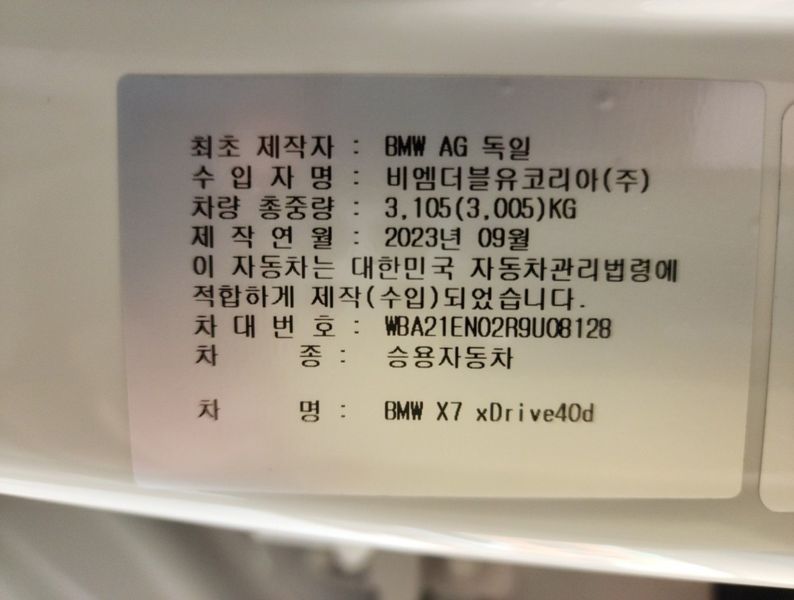 최초 제작자 : BMW AG 독일
수 입 자 명 : 비엠더블유코리아(주)
차량 총중량 : 3,105(3,005)KG
제 작 연 월 : 2023년 09월
이 자동차는 대한민국 자동차관리법령에
적합하게 제작(수입)되었습니다.
차 대 번 호 : WBA21EN02R9U08128
차 종 : 승용자동차
차 명 : BMW X7 xDrive40d